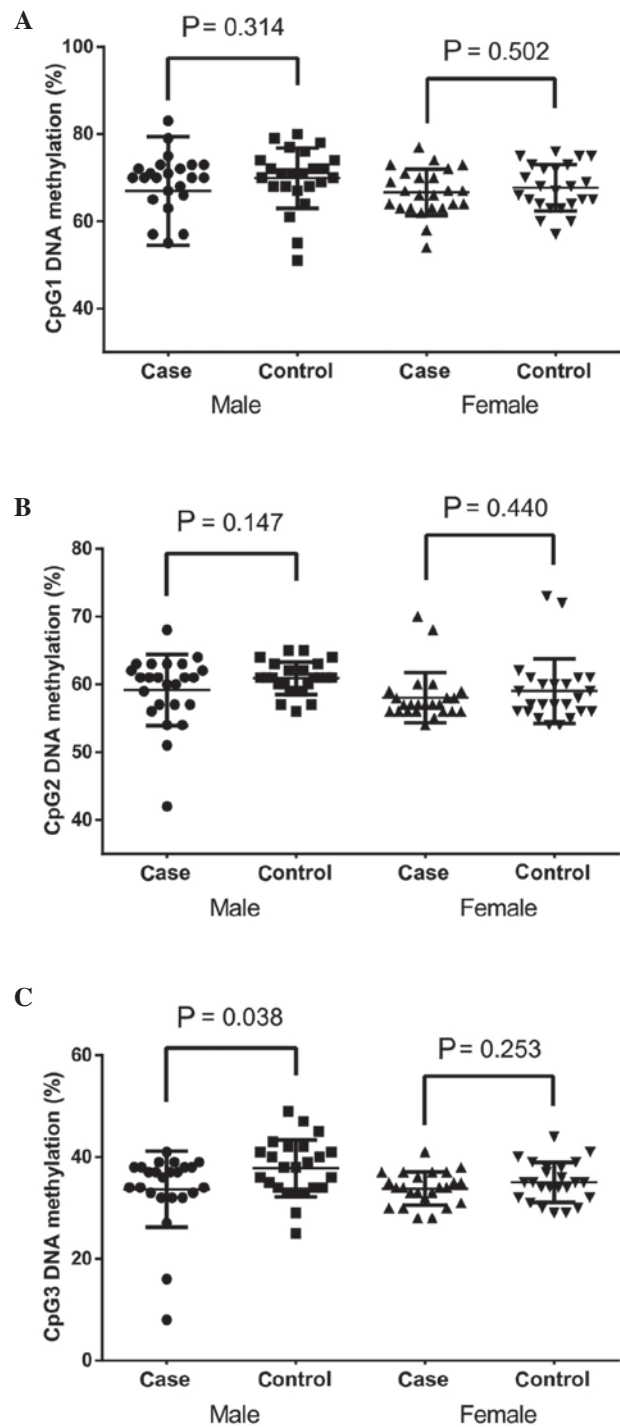 A
P = 0.314
P = 0.502
CpG1 DNA methylation (%)
100
80
60
40
Case Control Case Control
Male Female
B
P = 0.147
P = 0.440
CpG2 DNA methylation (%)
80
70
60
50
40
Case Control Case Control
Male Female
C
P = 0.038
P = 0.253
CpG3 DNA methylation (%)
60
40
20
0
Case Control Case Control
Male Female